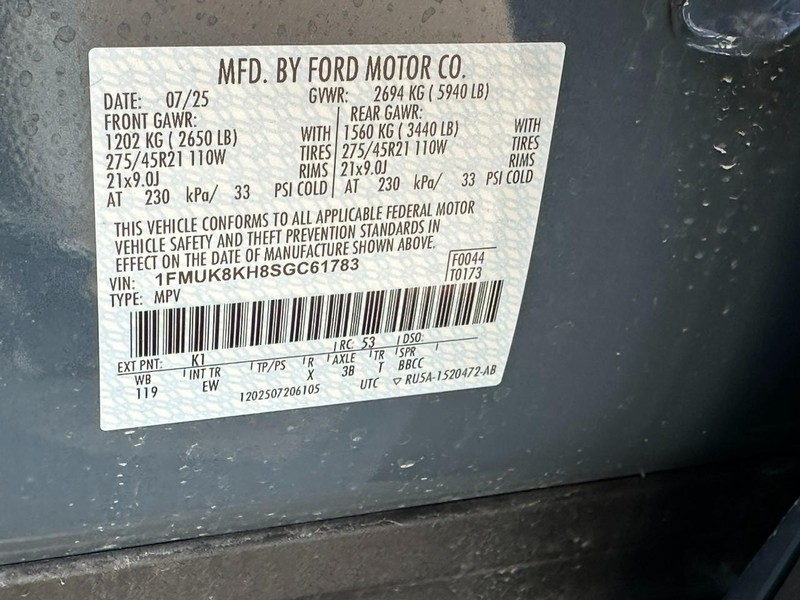 MFD. BY FORD MOTOR CO.
DATE: 07/25 GVWR: 2694 KG ( 5940 LB)
FRONT GAWR: REAR GAWR:
1202 KG ( 2650 LB) WITH 1560 KG ( 3440 LB) WITH
275/45R21 110W TIRES 275/45R21 110W TIRES
21x9.0J RIMS 21x9.0J RIMS
AT 230 kPa/ 33 PSI COLD AT 230 kPa/ 33 PSI COLD
THIS VEHICLE CONFORMS TO ALL APPLICABLE FEDERAL MOTOR
VEHICLE SAFETY AND THEFT PREVENTION STANDARDS IN
EFFECT ON THE DATE OF MANUFACTURE SHOWN ABOVE.
VIN: 1FMUK8KH8SGC61783 F0044
TYPE: MPV T0173
EXT PNT: K1 RC: 53 DSO:
WB INT TR TP/PS R AXLE TR SPR
119 EW X 3B T BBCC
1202507206105 UTC ▽ RU5A-1520472-AB